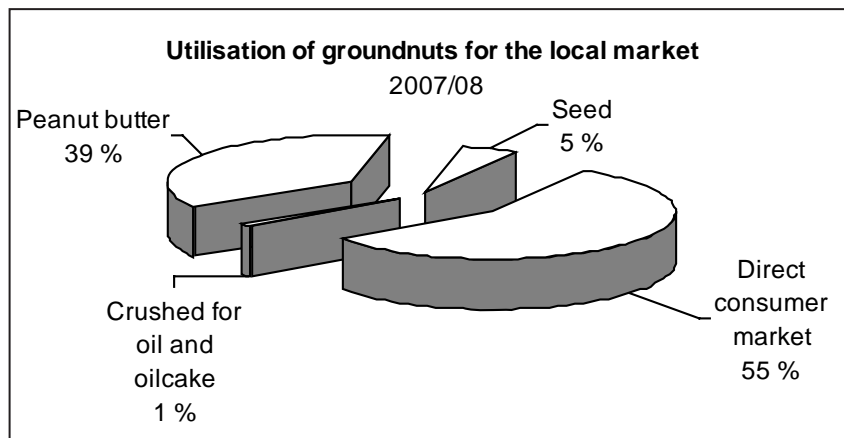 Utilisation of groundnuts for the local market
2007/08
Peanut butter
39 %
Seed
5 %
Crushed for
oil and
oilcake
1 %
Direct
consumer
market
55 %